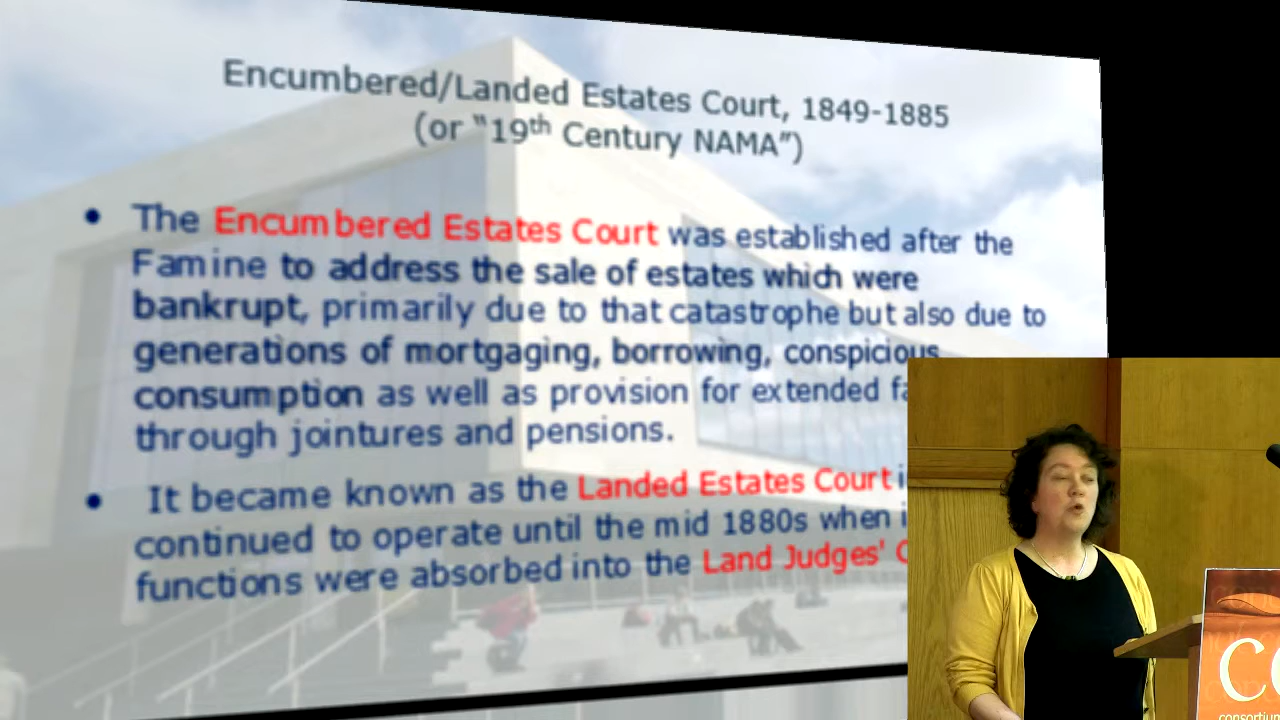 Encumbered/Landed Estates Court, 1849-1885
(or "19th Century NAMA")
• The Encumbered Estates Court was established after the
Famine to address the sale of estates which were
bankrupt, primarily due to that catastrophe but also due to
generations of mortgaging, borrowing, conspicious
consumption as well as provision for extended
through jointures and pensions.
• It became known as the Landed Estates Court
continued to operate until the mid 1880s when
functions were absorbed into the Land Judges'